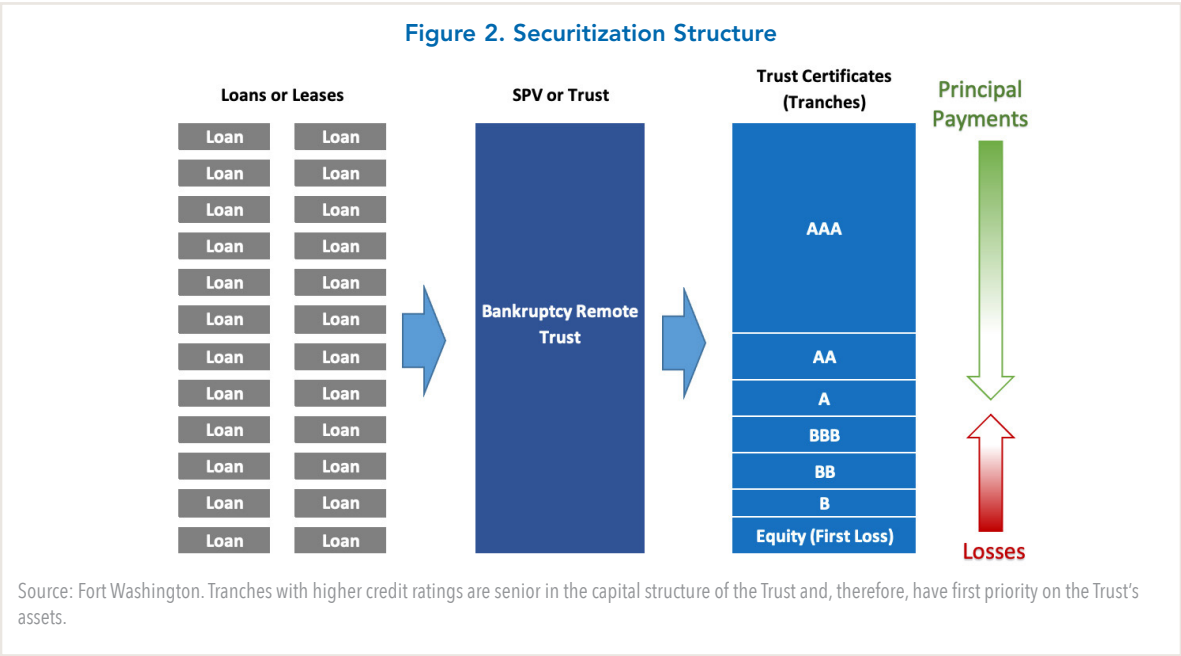 Figure 2. Securitization Structure
Loans or Leases
SPV or Trust
Trust Certificates
(Tranches)
Principal
Payments
Loan Loan
Loan Loan
Loan Loan
Loan Loan
Loan Loan
Loan Loan
Loan Loan
Loan Loan
Loan Loan
Loan Loan
Loan Loan
Loan Loan
Bankruptcy Remote
Trust
AAA
AA
A
BBB
BB
B
Equity (First Loss)
Losses
Source: Fort Washington. Tranches with higher credit ratings are senior in the capital structure of the Trust and, therefore, have first priority on the Trust’s
assets.